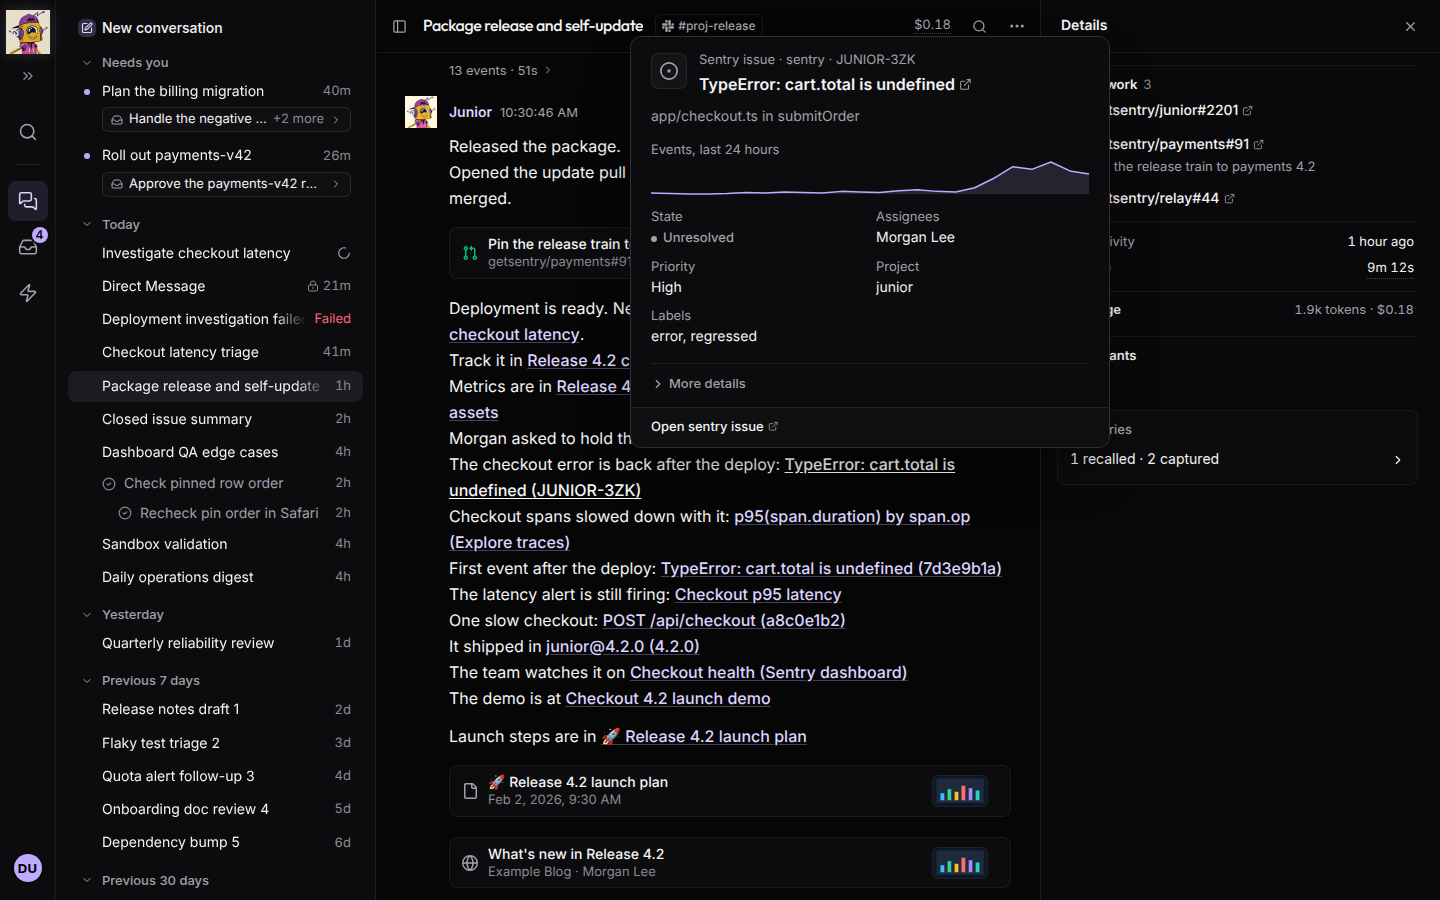 New conversation
Needs you
Plan the billing migration 40m
Handle the negative ... +2 more
Roll out payments-v42 26m
Approve the payments-v42 r...
Today
Investigate checkout latency
Direct Message 21m
Deployment investigation failed Failed
Checkout latency triage 41m
Package release and self-update 1h
Closed issue summary 2h
Dashboard QA edge cases 4h
Check pinned row order 2h
Recheck pin order in Safari 2h
Sandbox validation 4h
Daily operations digest 4h
Yesterday
Quarterly reliability review 1d
Previous 7 days
Release notes draft 1 2d
Flaky test triage 2 3d
Quota alert follow-up 3 4d
Onboarding doc review 4 5d
Dependency bump 5 6d
Previous 30 days
4
DU
Package release and self-update #proj-release $0.18
13 events · 51s
Junior 10:30:46 AM
Released the package.
Opened the update pull
merged.
Pin the release train t
getsentry/payments#91
Deployment is ready. Ne
checkout latency.
Track it in Release 4.2 c
Metrics are in Release 4
assets
Morgan asked to hold th
The checkout error is back after the deploy: TypeError: cart.total is
undefined (JUNIOR-3ZK)
Checkout spans slowed down with it: p95(span.duration) by span.op
(Explore traces)
First event after the deploy: TypeError: cart.total is undefined (7d3e9b1a)
The latency alert is still firing: Checkout p95 latency
One slow checkout: POST /api/checkout (a8c0e1b2)
It shipped in junior@4.2.0 (4.2.0)
The team watches it on Checkout health (Sentry dashboard)
The demo is at Checkout 4.2 launch demo
Launch steps are in 🚀 Release 4.2 launch plan
🚀 Release 4.2 launch plan
Feb 2, 2026, 9:30 AM
What's new in Release 4.2
Example Blog · Morgan Lee
Sentry issue · sentry · JUNIOR-3ZK
TypeError: cart.total is undefined
app/checkout.ts in submitOrder
Events, last 24 hours
State Assignees
Unresolved Morgan Lee
Priority Project
High junior
Labels
error, regressed
More details
Open sentry issue
Details
work 3
tsentry/junior#2201
tsentry/payments#91
the release train to payments 4.2
tsentry/relay#44
ivity 1 hour ago
9m 12s
ge 1.9k tokens · $0.18
ants
ries
1 recalled · 2 captured